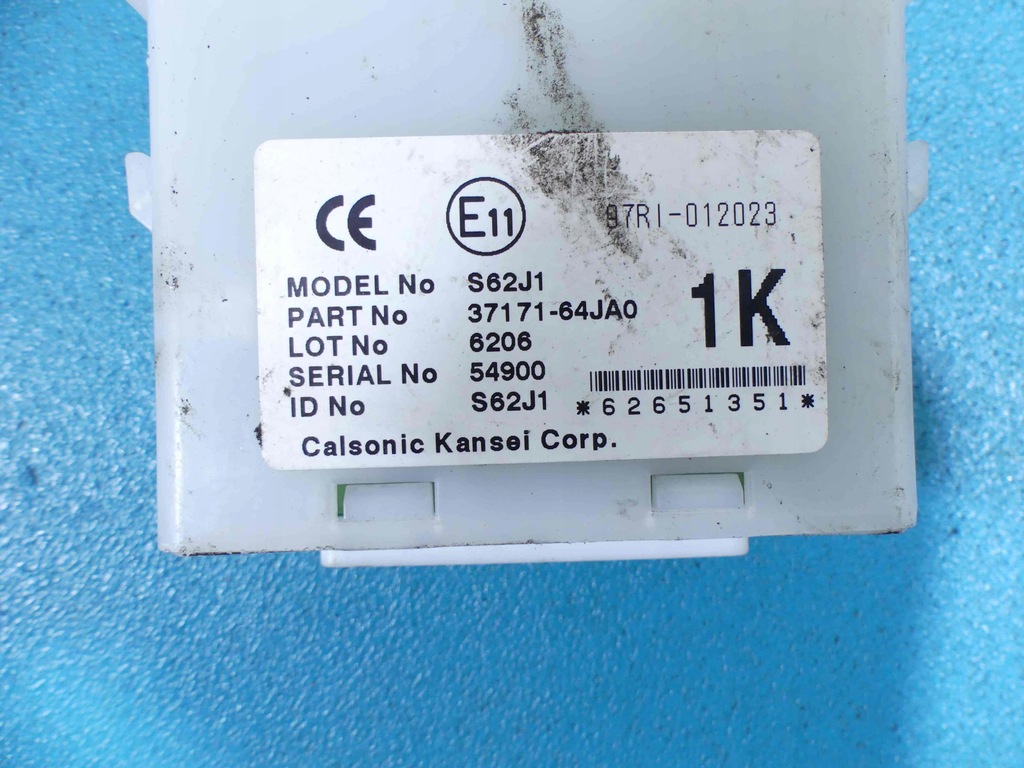 CE E11 97RI-012023
MODEL No S62J1
PART No 37171-64JA0
LOT No 6206
SERIAL No 54900
ID No S62J1
1K
*62651351*
Calsonic Kansei Corp.